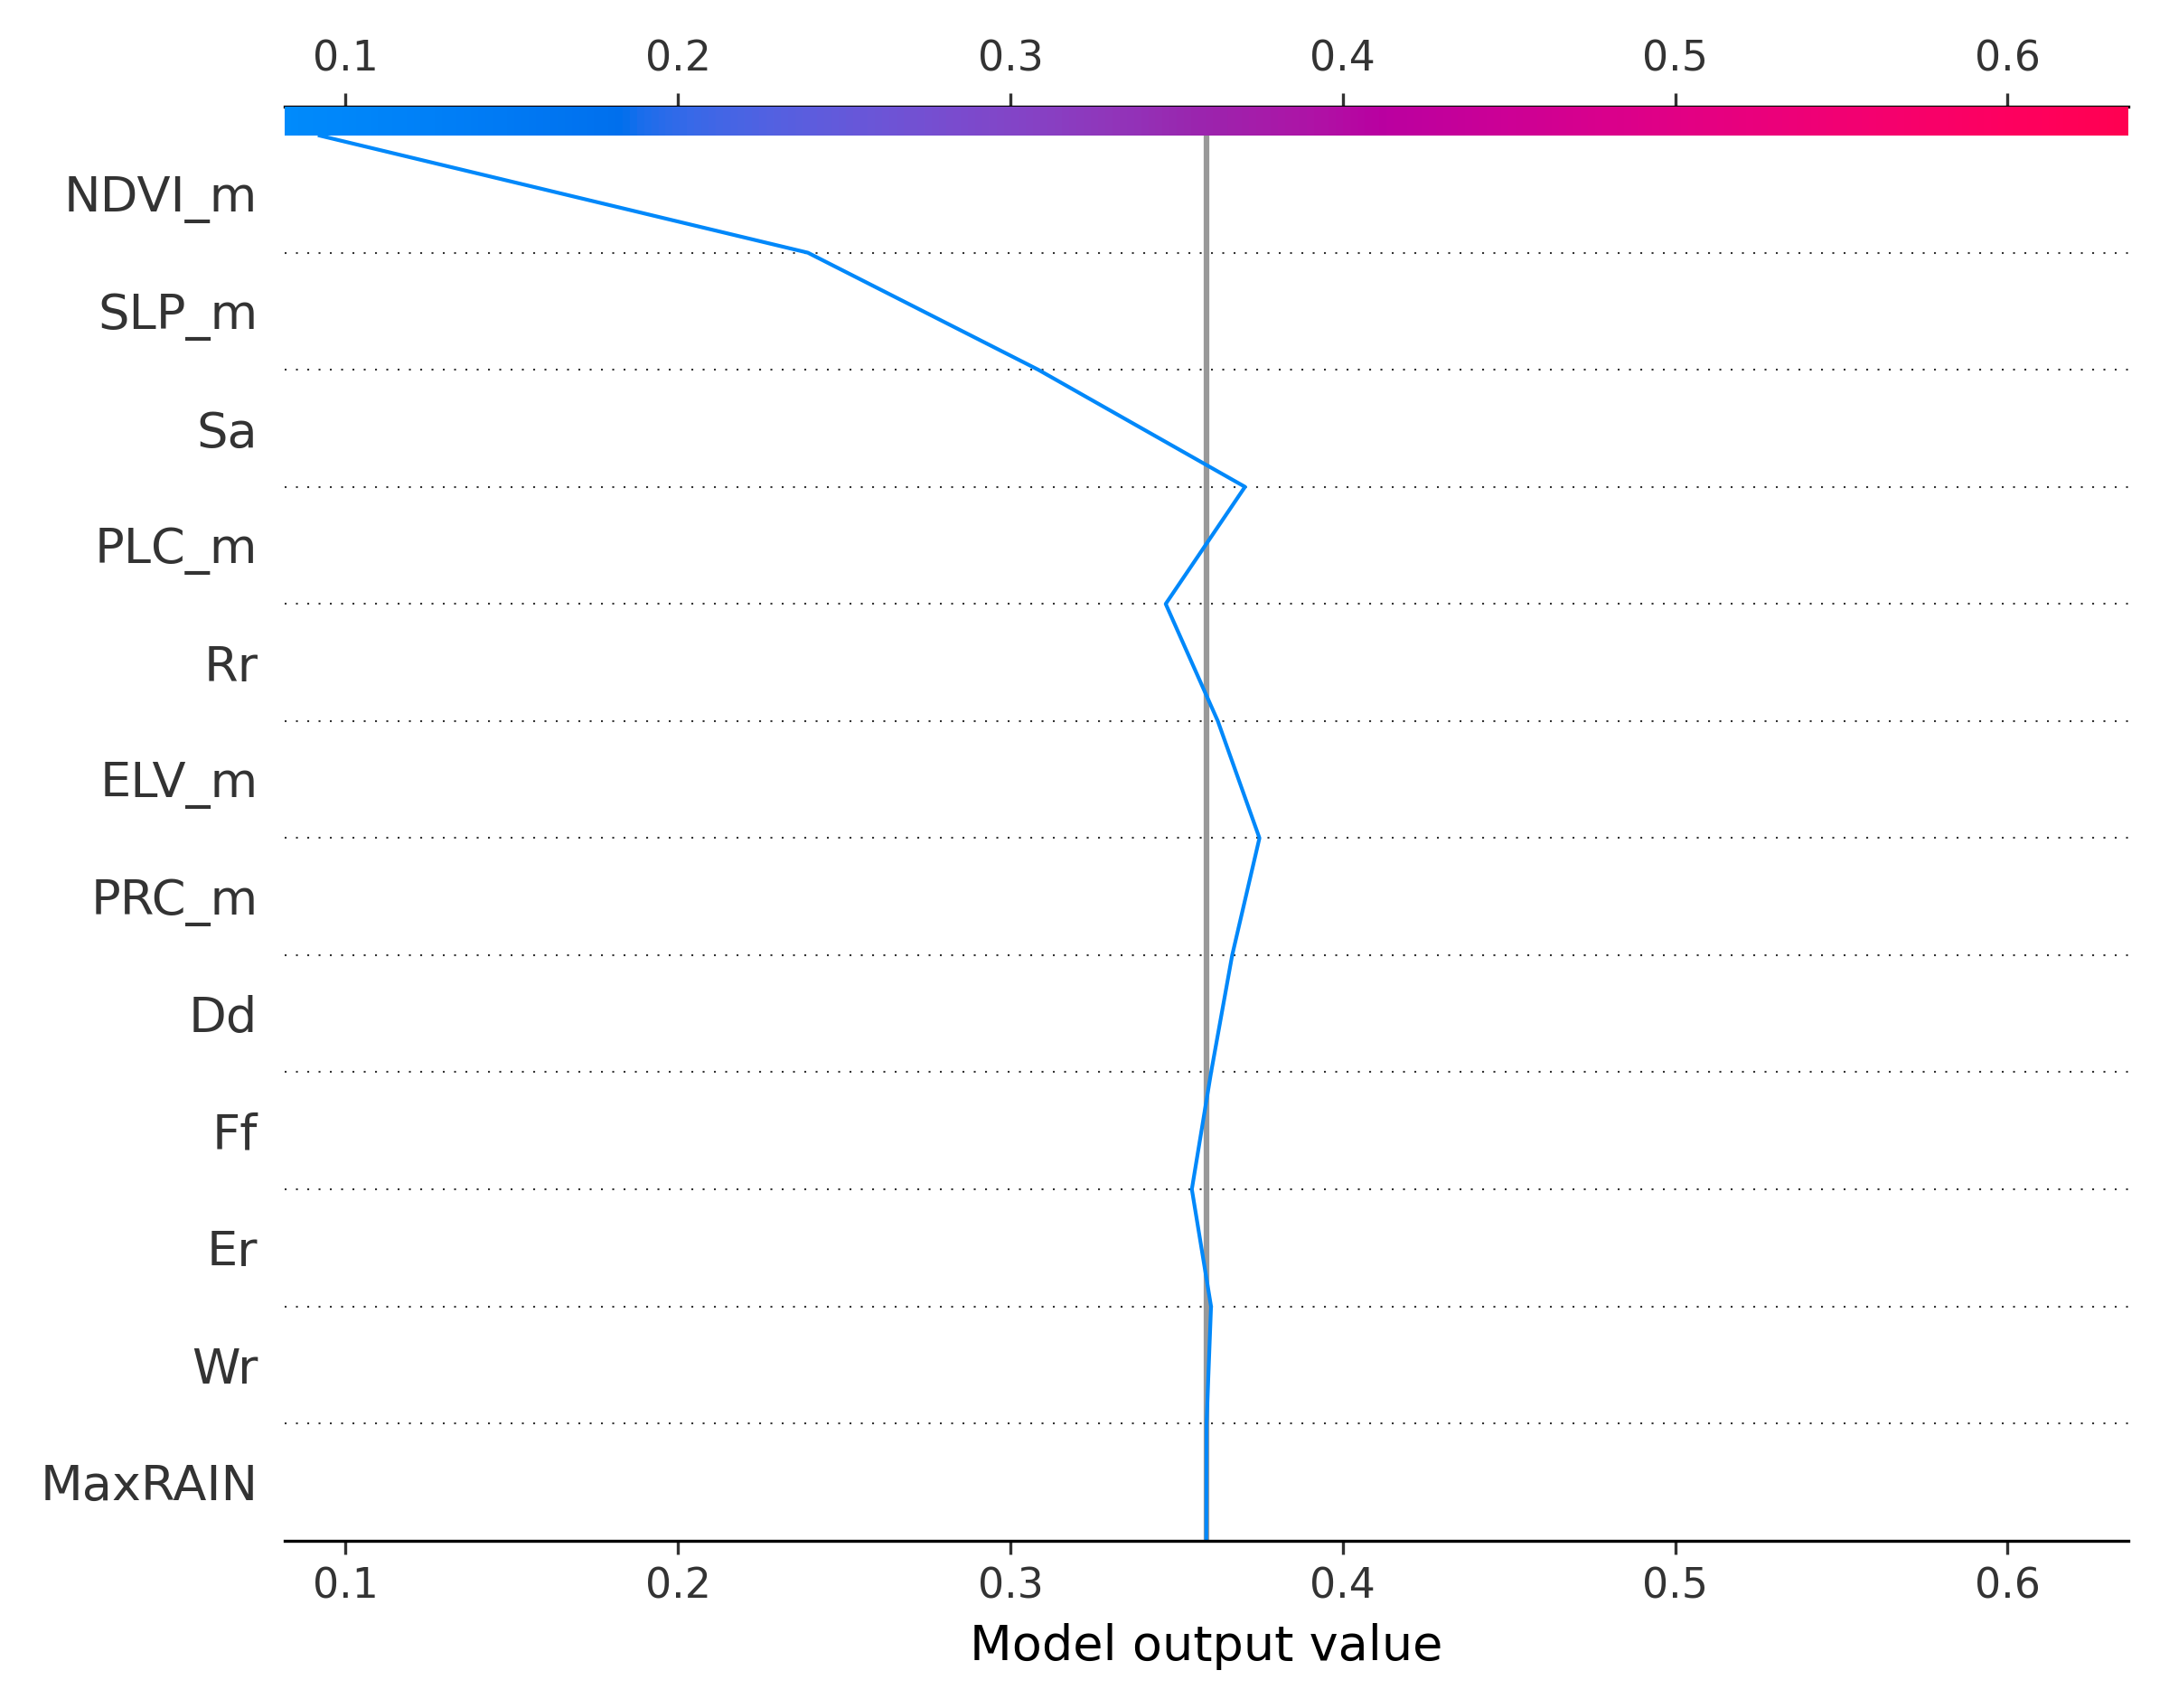 0.1 0.2 0.3 0.4 0.5 0.6
NDVI_m
SLP_m
Sa
PLC_m
Rr
ELV_m
PRC_m
Dd
Ff
Er
Wr
MaxRAIN
0.1 0.2 0.3 0.4 0.5 0.6
Model output value